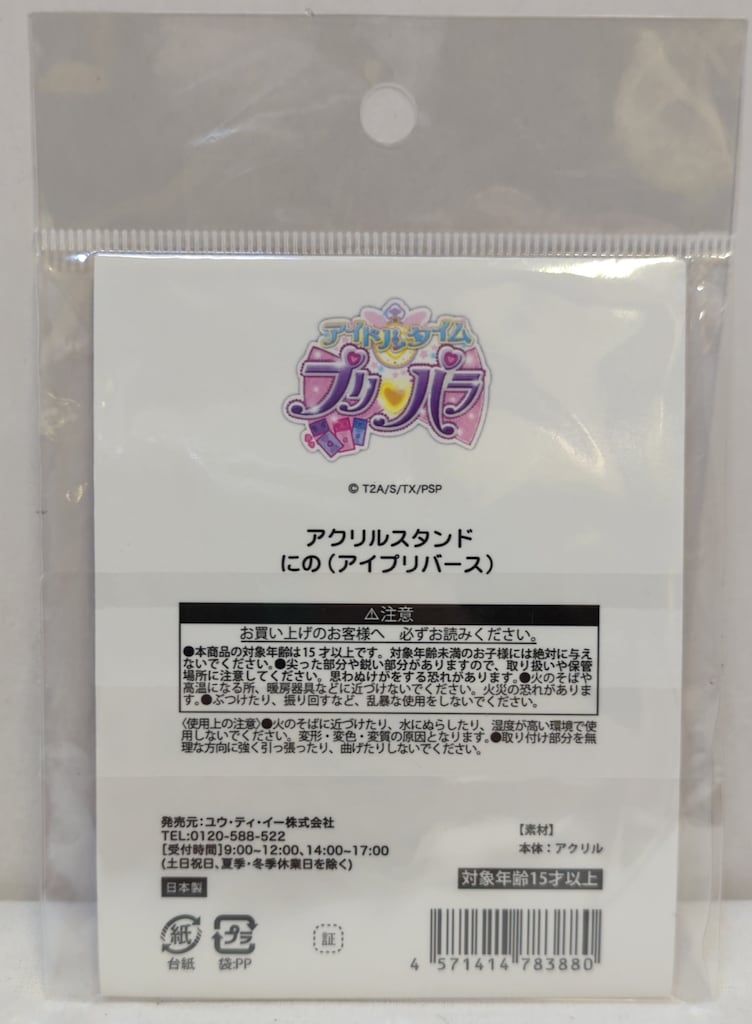 アイドルタイム
プリパラ
© T2A/S/TX/PSP
アクリルスタンド
にの（アイプリバース）
⚠注意
お買い上げのお客様へ 必ずお読みください。
●本商品の対象年齢は15才以上です。対象年齢未満のお子様には絶対に与え
ないでください。●尖った部分や鋭い部分がありますので、取り扱いや保管
場所に注意してください。思わぬけがをする恐れがあります。●火のそばや
高温になる所、暖房器具などに近づけないでください。火災の恐れがありま
す。●ぶつけたり、振り回すなど、乱暴な使用をしないでください。
〈使用上の注意〉●火のそばに近づけたり、水にぬらしたり、湿度が高い環境で使
用しないでください。変形・変色・変質の原因となります。●取り付け部分を無
理な方向に強く引っ張ったり、曲げたりしないでください。
発売元：ユウ・ティ・イー株式会社
TEL:0120-588-522
[受付時間]9:00~12:00、14:00~17:00
(土日祝日、夏季・冬季休業日を除く)
日本製
【素材】
本体：アクリル
対象年齢15才以上
紙
台紙
プラ
袋:PP
証
4 571414 783880